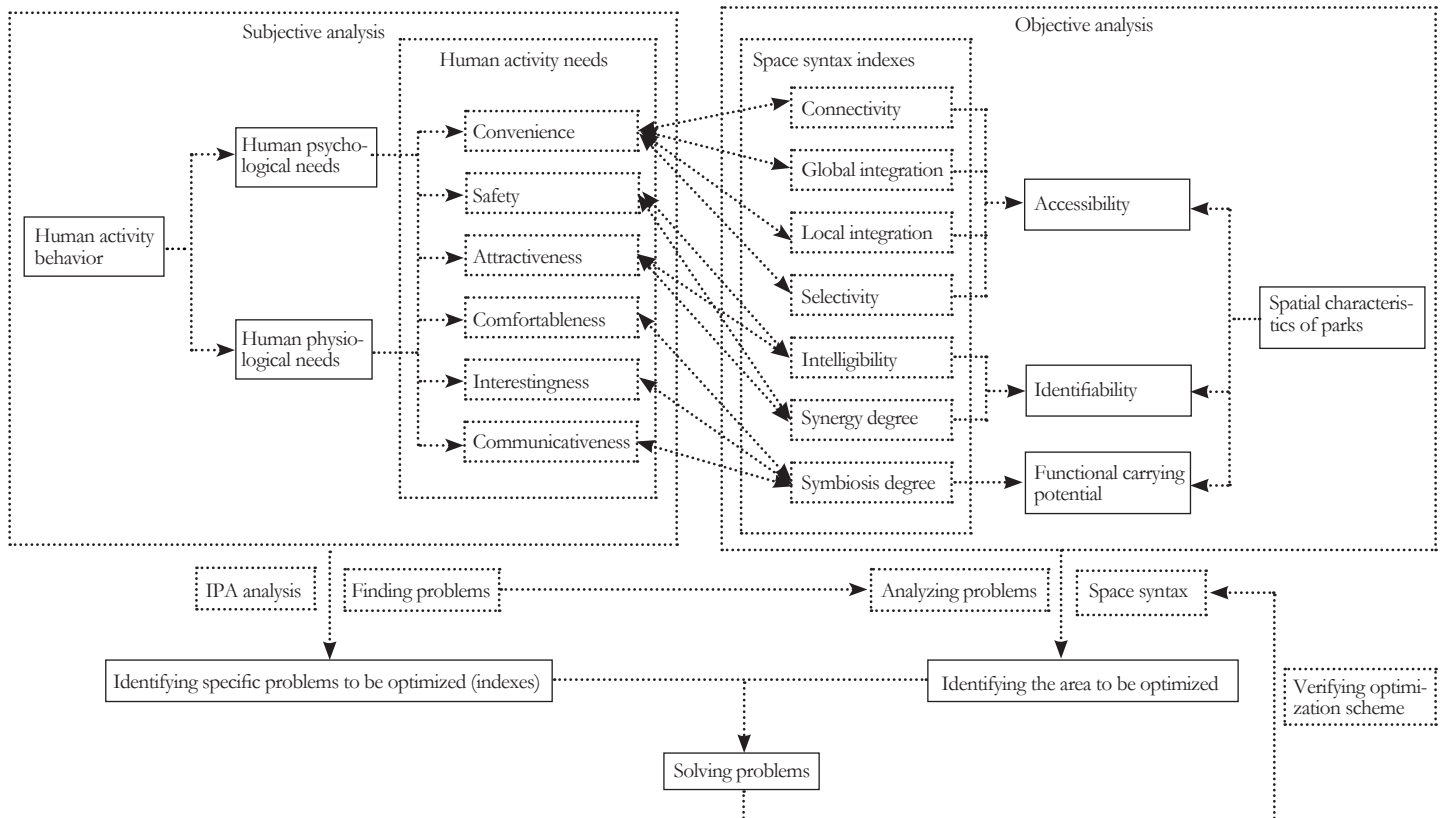 Subjective analysis
Human activity needs
Human activity
behavior
Human psycho-
logical needs
Human physio-
logical needs
Convenience
Safety
Attractiveness
Comfortableness
Interestingness
Communicativeness
Objective analysis
Space syntax indexes
Connectivity
Global integration
Local integration
Selectivity
Intelligibility
Synergy degree
Symbiosis degree
Accessibility
Identifiability
Functional carrying
potential
Spatial characteris-
tics of parks
IPA analysis
Finding problems
Analyzing problems
Space syntax
Identifying specific problems to be optimized (indexes)
Identifying the area to be optimized
Verifying optimi-
zation scheme
Solving problems